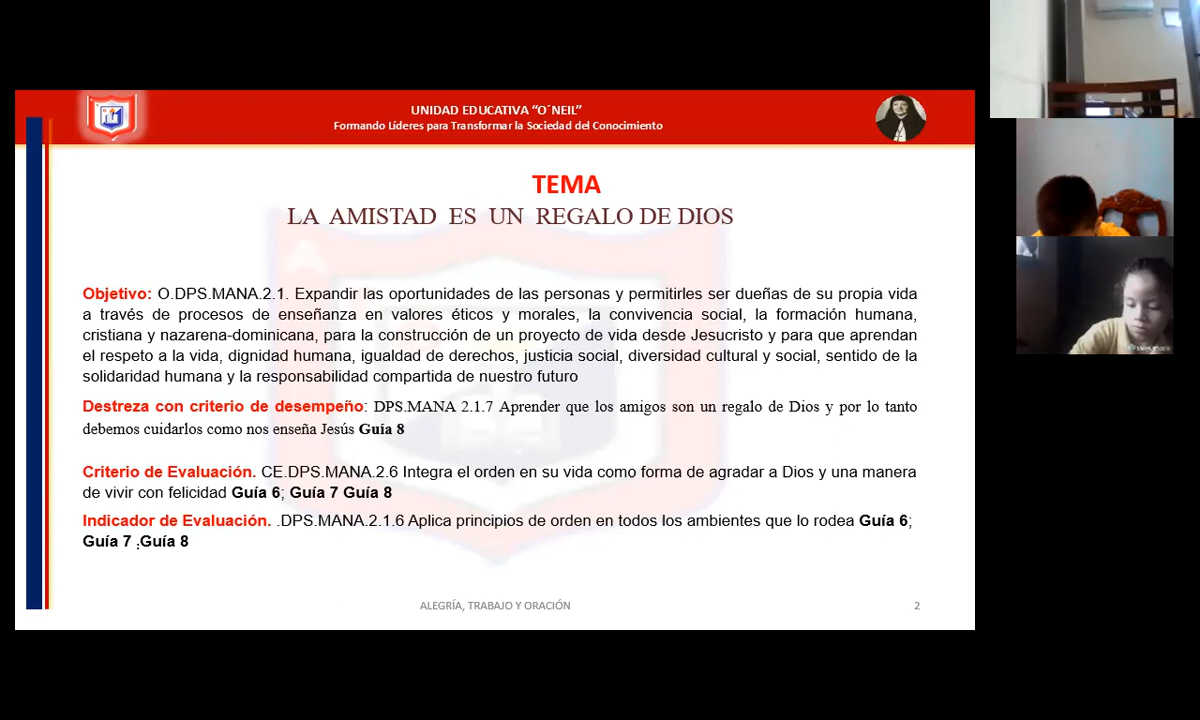 UNIDAD EDUCATIVA “O´NEIL”
Formando Líderes para Transformar la Sociedad del Conocimiento
TEMA
LA AMISTAD ES UN REGALO DE DIOS
Objetivo: O.DPS.MANA.2.1. Expandir las oportunidades de las personas y permitirles ser dueñas de su propia vida
a través de procesos de enseñanza en valores éticos y morales, la convivencia social, la formación humana,
cristiana y nazarena-dominicana, para la construcción de un proyecto de vida desde Jesucristo y para que aprendan
el respeto a la vida, dignidad humana, igualdad de derechos, justicia social, diversidad cultural y social, sentido de la
solidaridad humana y la responsabilidad compartida de nuestro futuro
Destreza con criterio de desempeño: DPS.MANA 2.1.7 Aprender que los amigos son un regalo de Dios y por lo tanto
debemos cuidarlos como nos enseña Jesús Guía 8
Criterio de Evaluación. CE.DPS.MANA.2.6 Integra el orden en su vida como forma de agradar a Dios y una manera
de vivir con felicidad Guía 6; Guía 7 Guía 8
Indicador de Evaluación. .DPS.MANA.2.1.6 Aplica principios de orden en todos los ambientes que lo rodea Guía 6;
Guía 7 ;Guía 8
ALEGRÍA, TRABAJO Y ORACIÓN
2